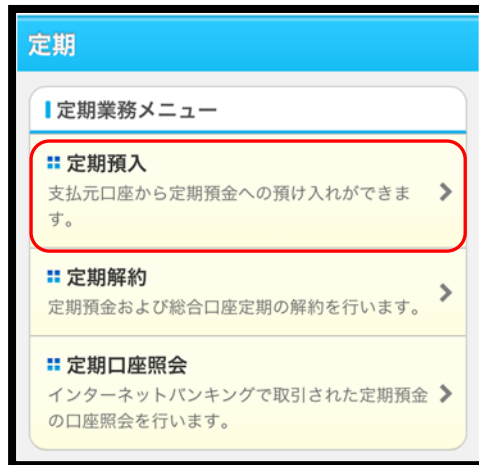 定期
定期業務メニュー
定期預入
支払元口座から定期預金への預け入れができま
す。
定期解約
定期預金および総合口座定期の解約を行います。
定期口座照会
インターネットバンキングで取引された定期預金
の口座照会を行います。